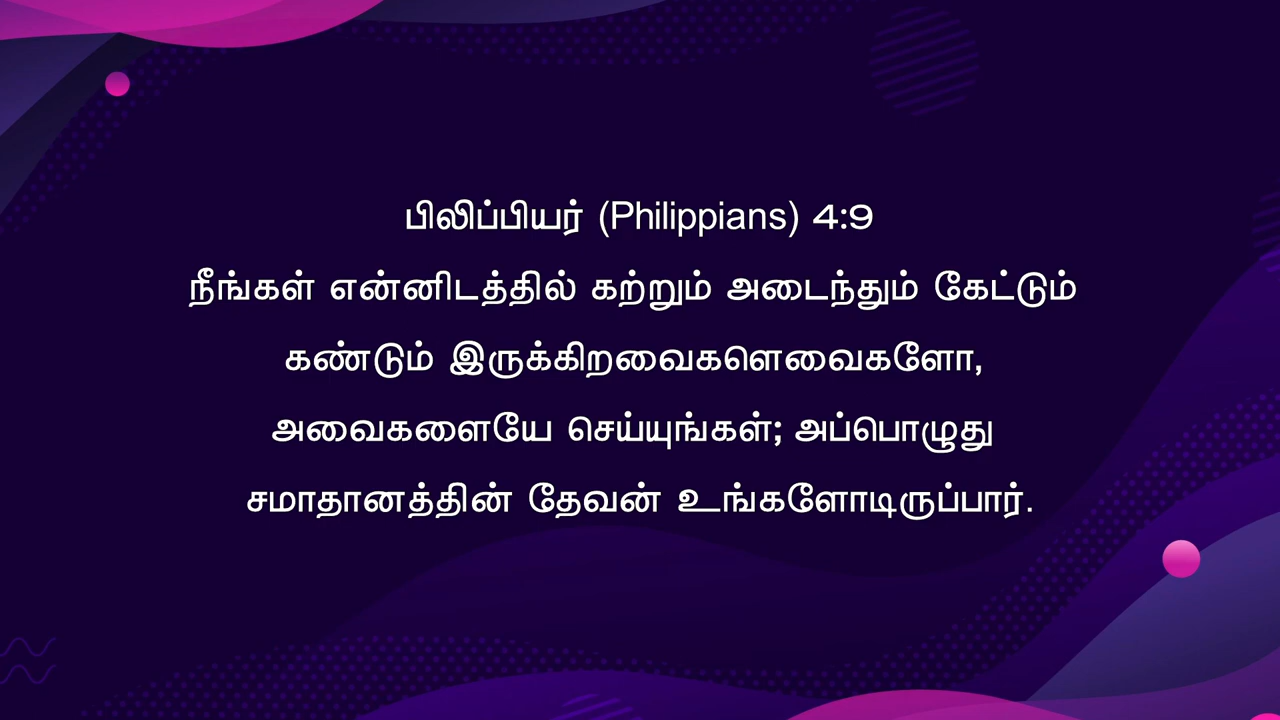 பிலிப்பியர் (Philippians) 4:9
நீங்கள் என்னிடத்தில் கற்றும் அடைந்தும் கேட்டும்
கண்டும் இருக்கிறவைகளெவைகளோ,
அவைகளையே செய்யுங்கள்; அப்பொழுது
சமாதானத்தின் தேவன் உங்களோடிருப்பார்.